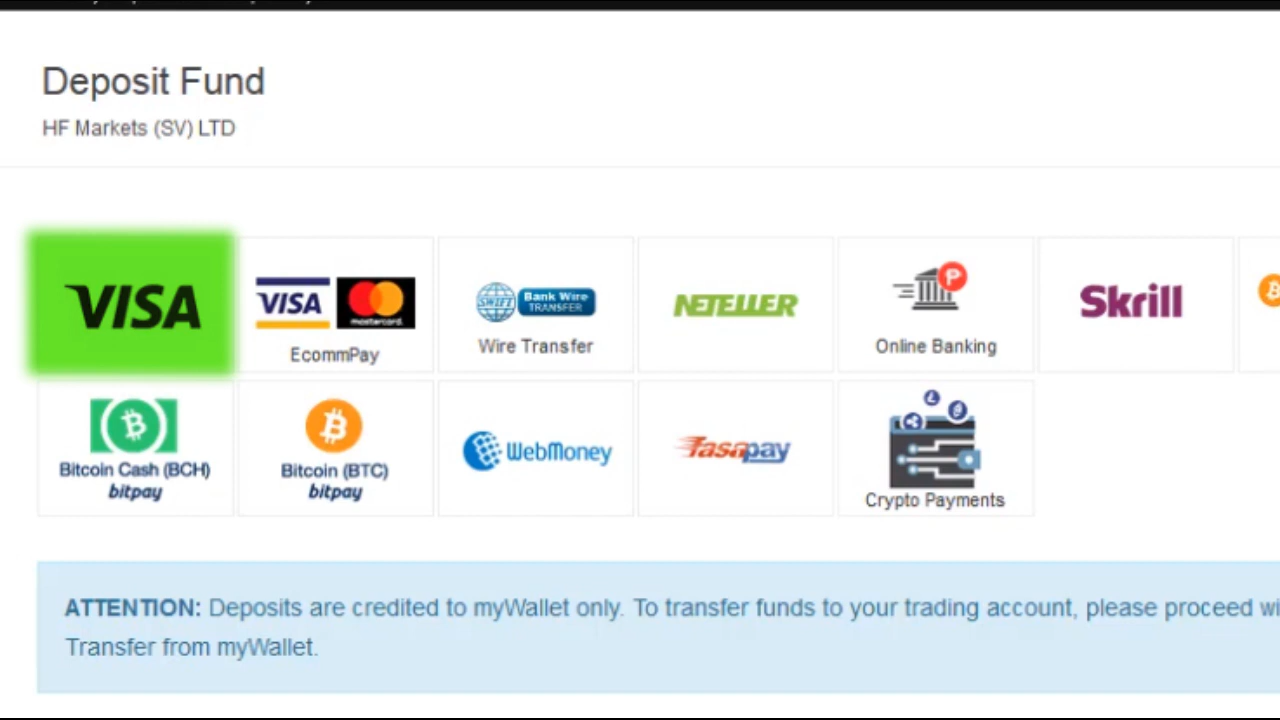 Deposit Fund
HF Markets (SV) LTD
VISA
VISA mastercard.
EcommPay
SWIFT Bank Wire TRANSFER
Wire Transfer
NETELLER
P
Online Banking
Skrill
Bitcoin Cash (BCH)
bitpay
Bitcoin (BTC)
bitpay
WebMoney
fasapay
Crypto Payments
ATTENTION: Deposits are credited to myWallet only. To transfer funds to your trading account, please proceed wi
Transfer from myWallet.